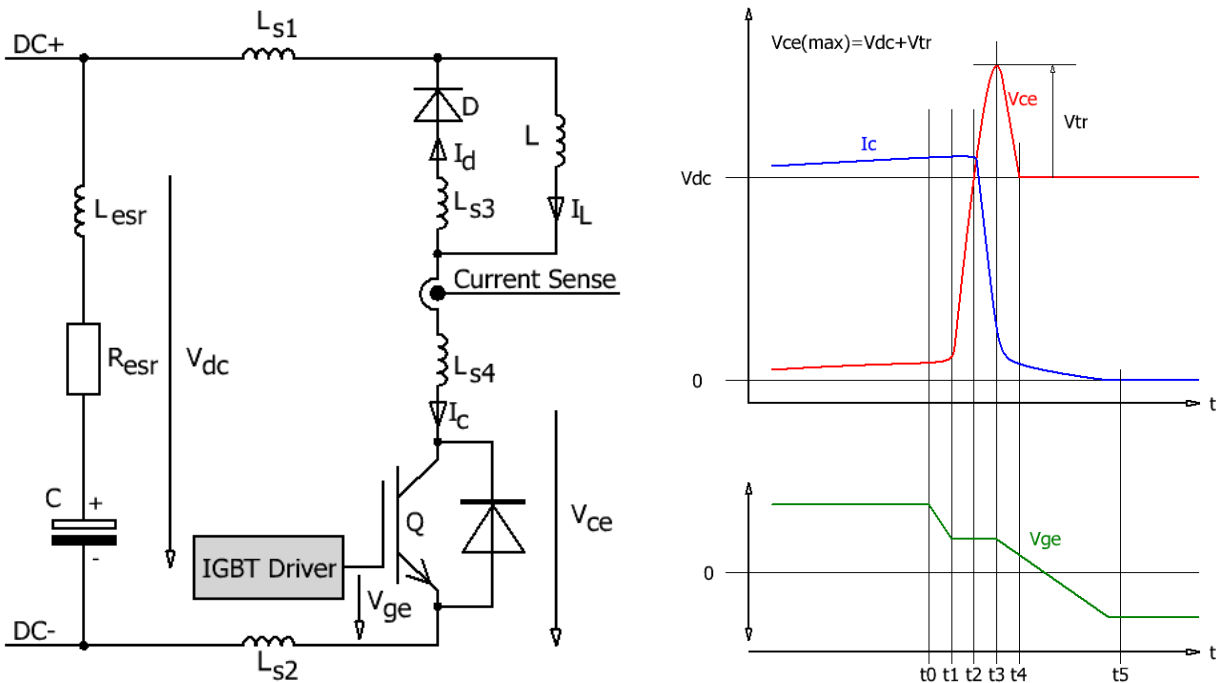 Ls1
DC+
D
L
Id
Lesr
Ls3
IL
Current Sense
Resr
Vdc
Ls4
Ic
C
+
-
Q
Vce
IGBT Driver
Vge
DC-
Ls2
Vce(max)=Vdc+Vtr
Vce
Vtr
Ic
Vdc
0
t
Vge
0
t
t0 t1 t2 t3 t4 t5